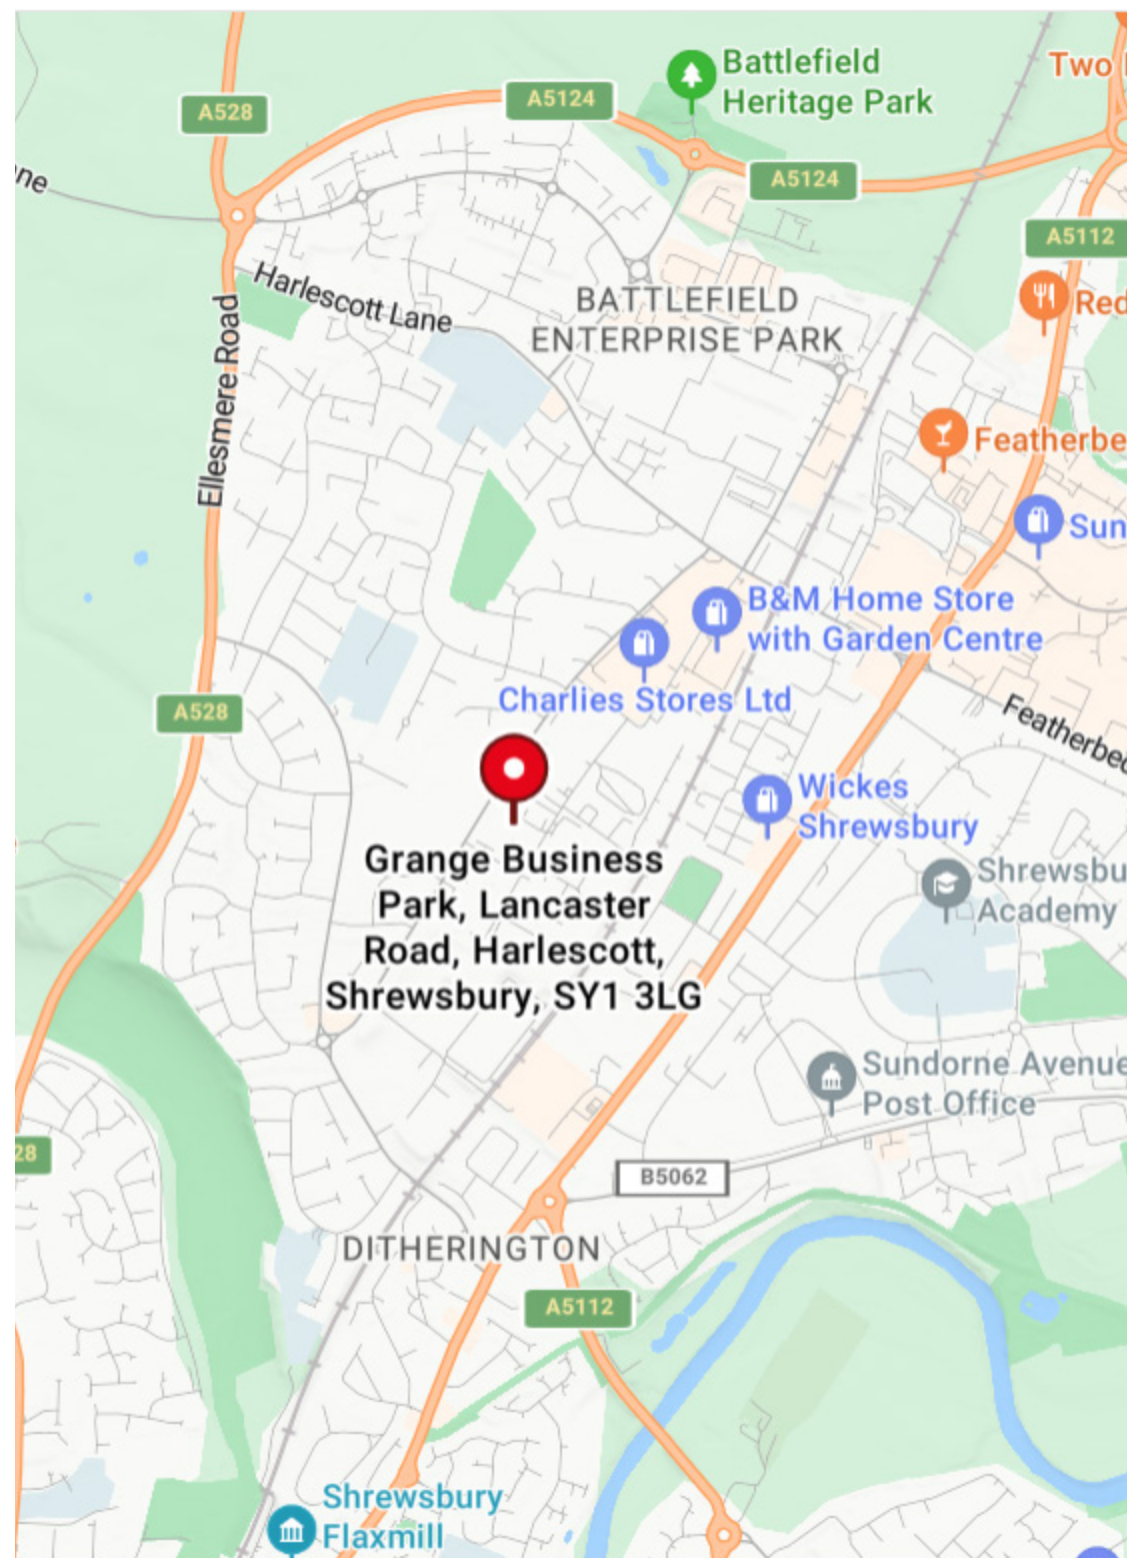 Battlefield
Heritage Park
Two
A528
A5124
A5124
ne
A5112
Harlescott Lane
BATTLEFIELD
ENTERPRISE PARK
Red
Ellesmere Road
Featherbe
Sun
B&M Home Store
with Garden Centre
Charlies Stores Ltd
A528
Featherbed
Wickes
Shrewsbury
Grange Business
Park, Lancaster
Road, Harlescott,
Shrewsbury, SY1 3LG
Shrewsbu
Academy
Sundorne Avenue
Post Office
28
B5062
DITHERINGTON
A5112
Shrewsbury
Flaxmill